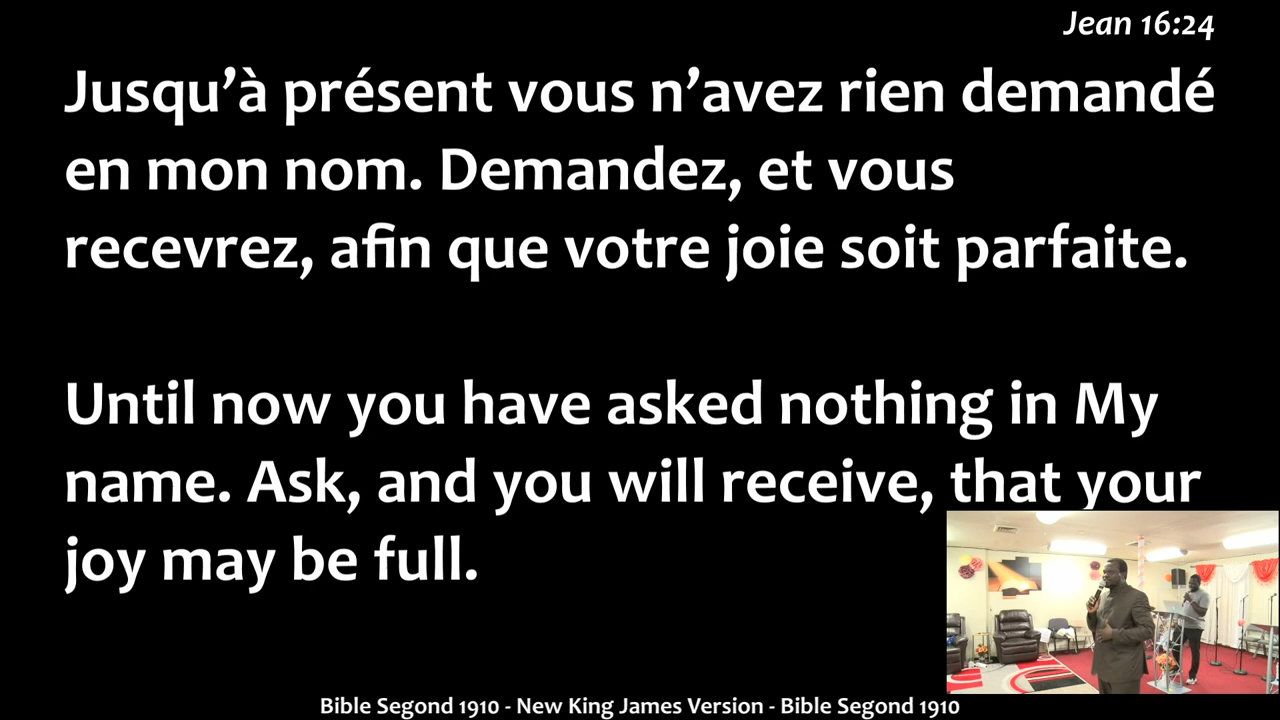 Jean 16:24
Jusqu’à présent vous n’avez rien demandé
en mon nom. Demandez, et vous
recevrez, afin que votre joie soit parfaite.
Until now you have asked nothing in My
name. Ask, and you will receive, that your
joy may be full.
Bible Segond 1910 - New King James Version - Bible Segond 1910